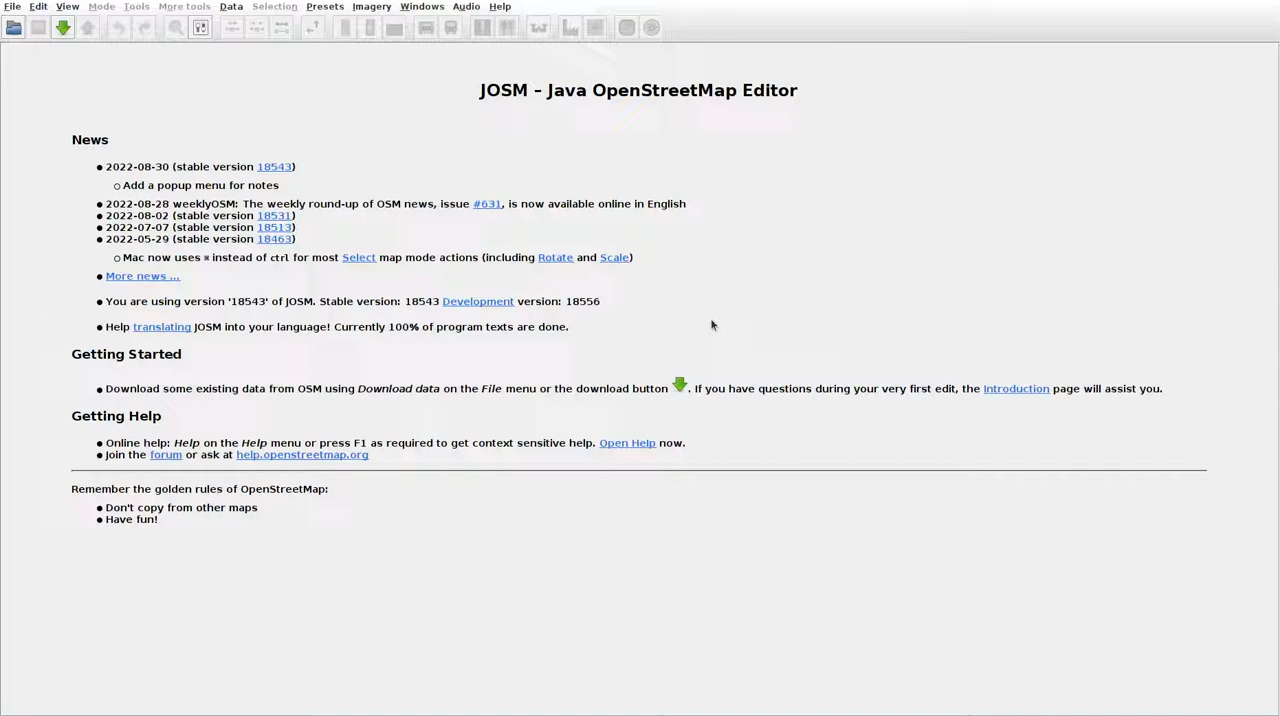 File Edit View Mode Tools More tools Data Selection Presets Imagery Windows Audio Help
JOSM – Java OpenStreetMap Editor
News
2022-08-30 (stable version 18543)
Add a popup menu for notes
2022-08-28 weeklyOSM: The weekly round-up of OSM news, issue #631, is now available online in English
2022-08-02 (stable version 18531)
2022-07-07 (stable version 18513)
2022-05-29 (stable version 18463)
Mac now uses ⌘ instead of ctrl for most Select map mode actions (including Rotate and Scale)
More news ...
You are using version '18543' of JOSM. Stable version: 18543 Development version: 18556
Help translating JOSM into your language! Currently 100% of program texts are done.
Getting Started
Download some existing data from OSM using Download data on the File menu or the download button . If you have questions during your very first edit, the Introduction page will assist you.
Getting Help
Online help: Help on the Help menu or press F1 as required to get context sensitive help. Open Help now.
Join the forum or ask at help.openstreetmap.org
Remember the golden rules of OpenStreetMap:
Don't copy from other maps
Have fun!